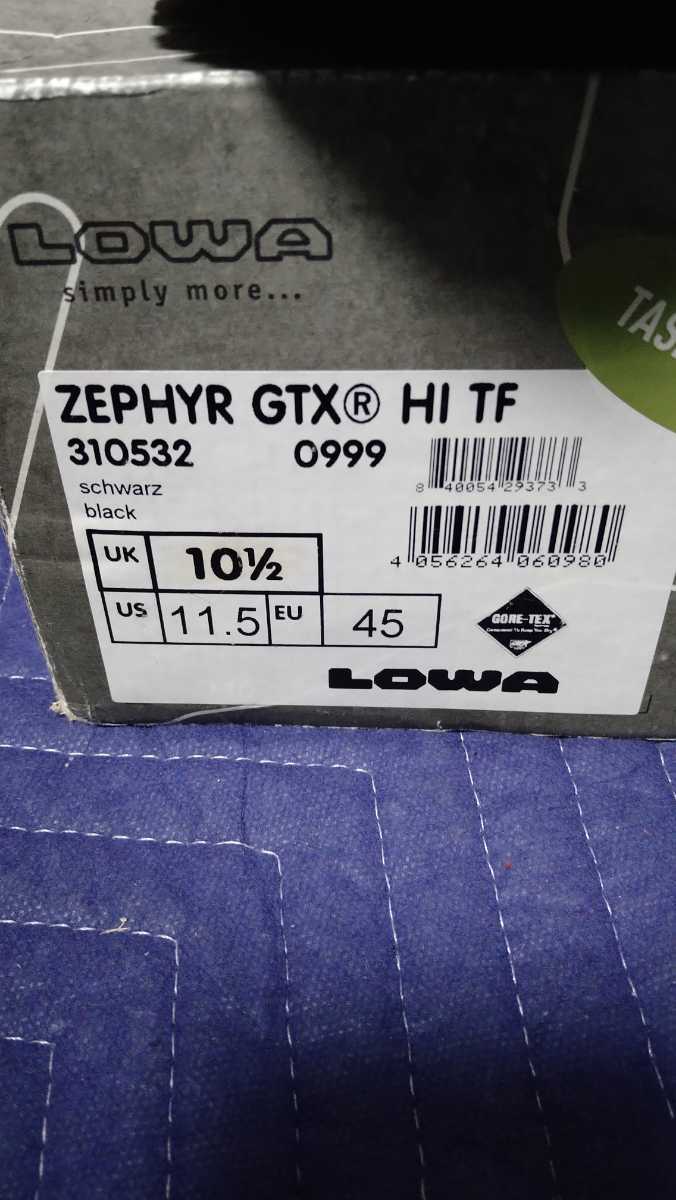 LOWA
simply more...
TAS
ZEPHYR GTX® HI TF
310532 0999
schwarz
black
8 40054 29373 3
4 056264 060980
UK 10½
US 11.5 EU 45
GORE-TEX®
LOWA